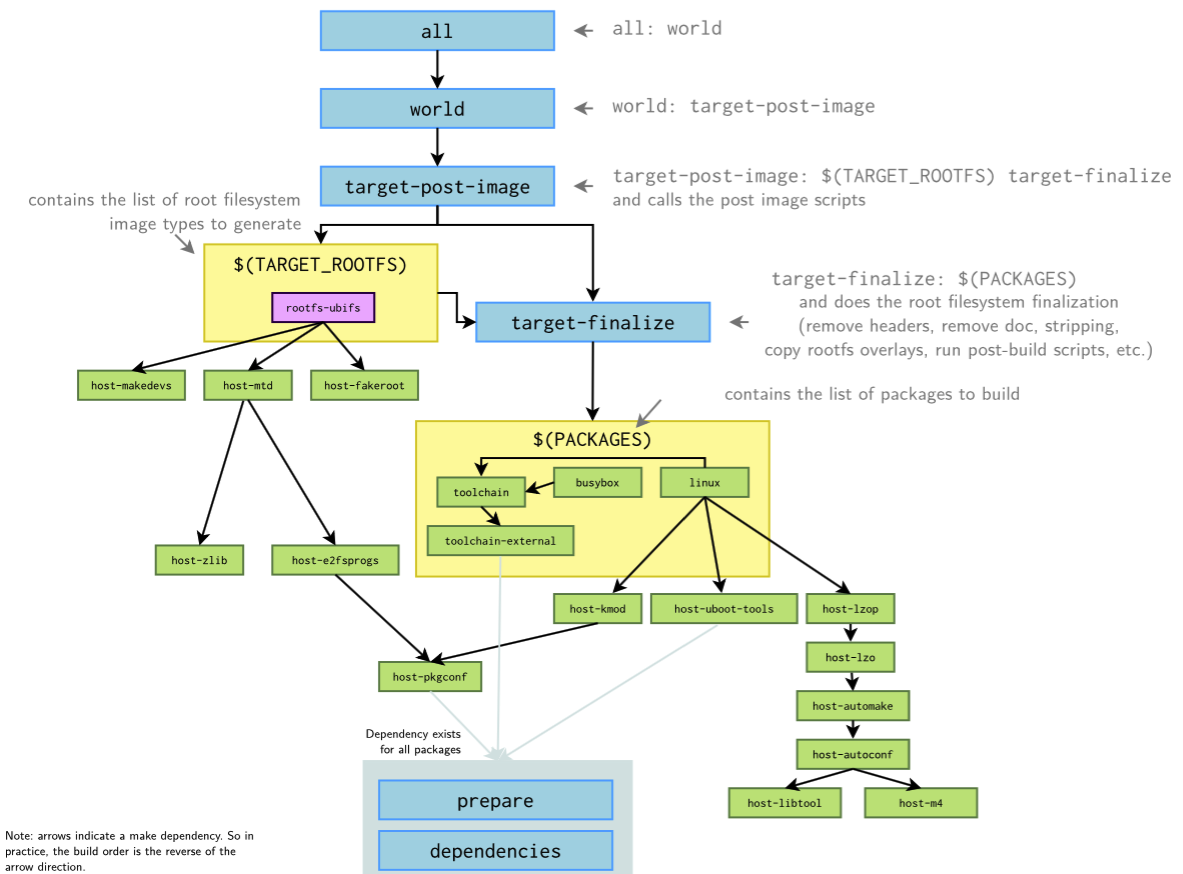 all
all: world
world
world: target-post-image
target-post-image
target-post-image: $(TARGET_ROOTFS) target-finalize
and calls the post image scripts
contains the list of root filesystem
image types to generate
$(TARGET_ROOTFS)
rootfs-ubifs
target-finalize
target-finalize: $(PACKAGES)
and does the root filesystem finalization
(remove headers, remove doc, stripping,
copy rootfs overlays, run post-build scripts, etc.)
host-makedevs
host-mtd
host-fakeroot
contains the list of packages to build
$(PACKAGES)
toolchain
busybox
linux
toolchain-external
host-zlib
host-e2fsprogs
host-kmod
host-uboot-tools
host-lzop
host-lzo
host-pkgconf
host-automake
host-autoconf
host-libtool
host-m4
Dependency exists
for all packages
prepare
dependencies
Note: arrows indicate a make dependency. So in
practice, the build order is the reverse of the
arrow direction.